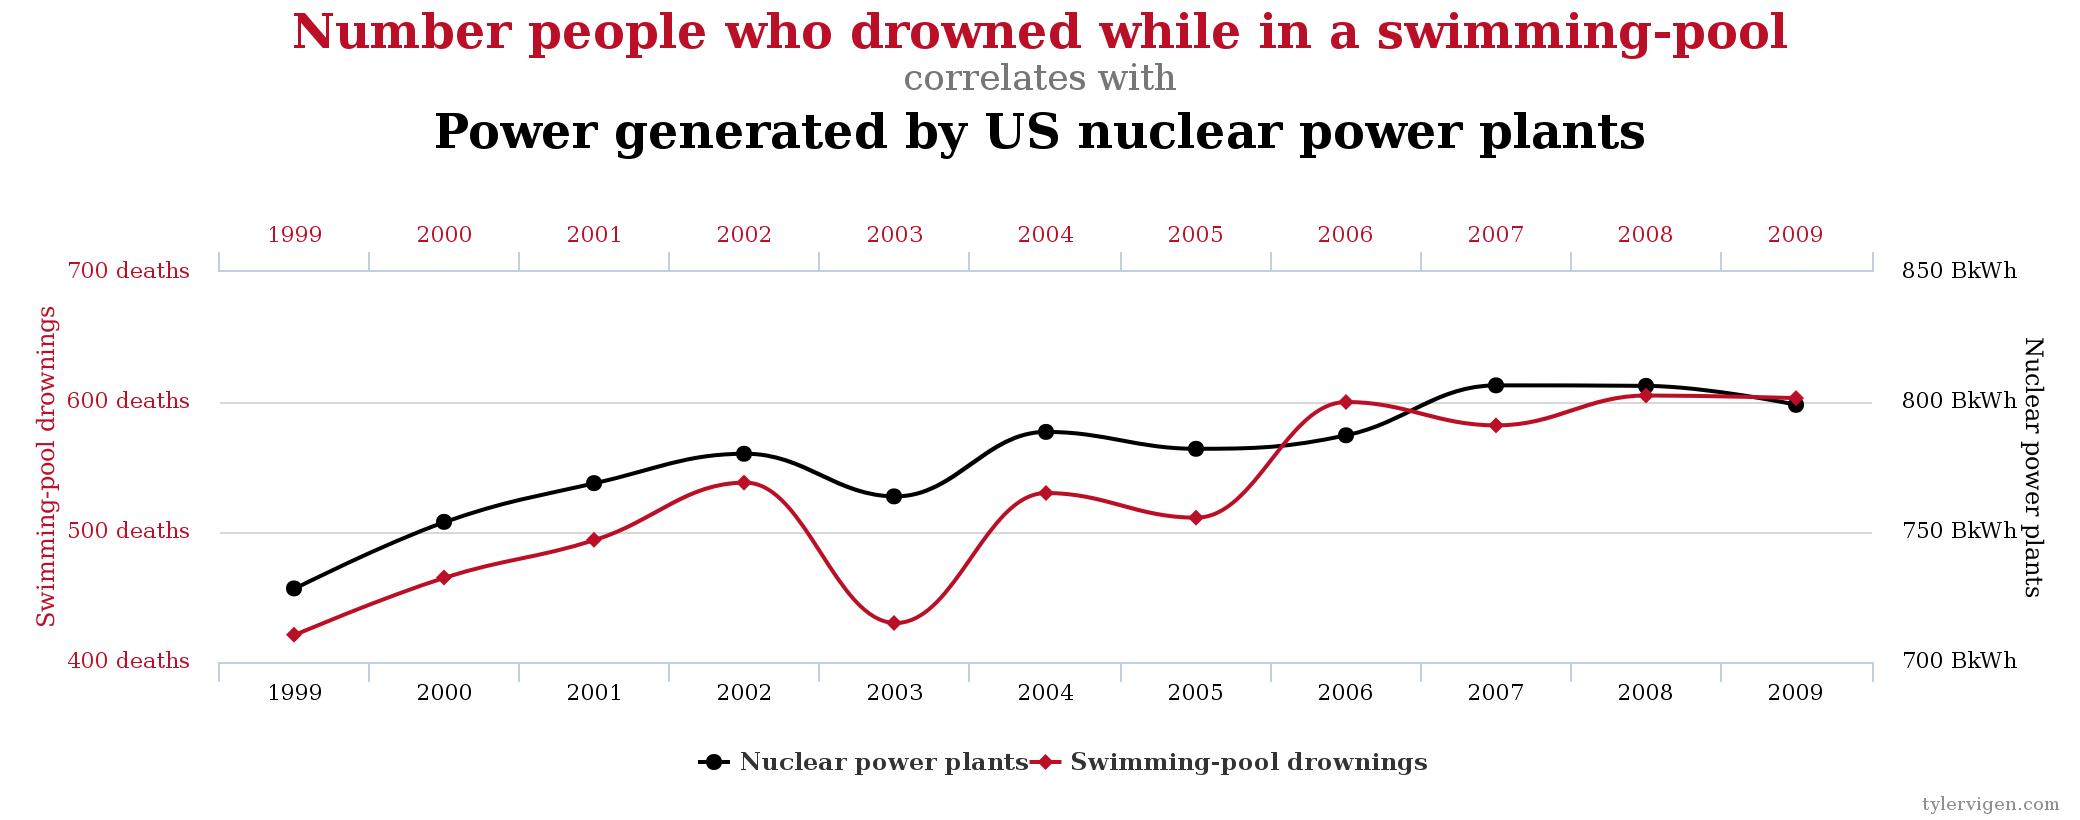 Number people who drowned while in a swimming-pool
correlates with
Power generated by US nuclear power plants
1999 2000 2001 2002 2003 2004 2005 2006 2007 2008 2009
700 deaths 850 BkWh
600 deaths 800 BkWh
500 deaths 750 BkWh
400 deaths 700 BkWh
Swimming-pool drownings
Nuclear power plants
1999 2000 2001 2002 2003 2004 2005 2006 2007 2008 2009
Nuclear power plants Swimming-pool drownings
tylervigen.com